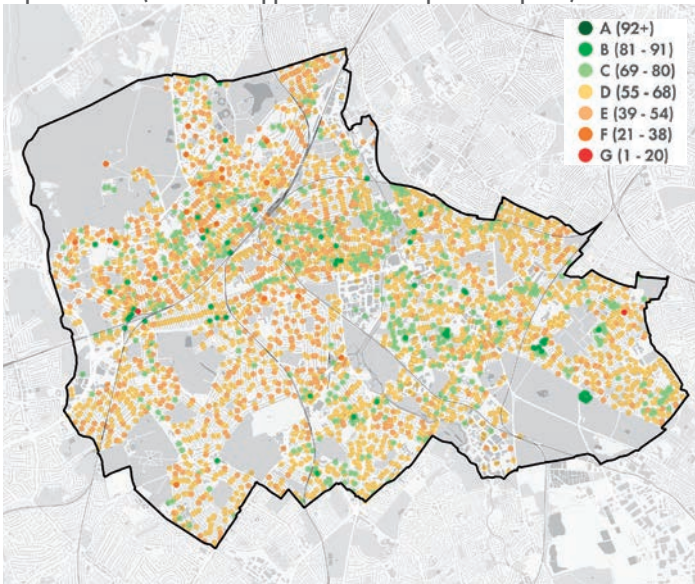 A (92+)
B (81 - 91)
C (69 - 80)
D (55 - 68)
E (39 - 54)
F (21 - 38)
G (1 - 20)